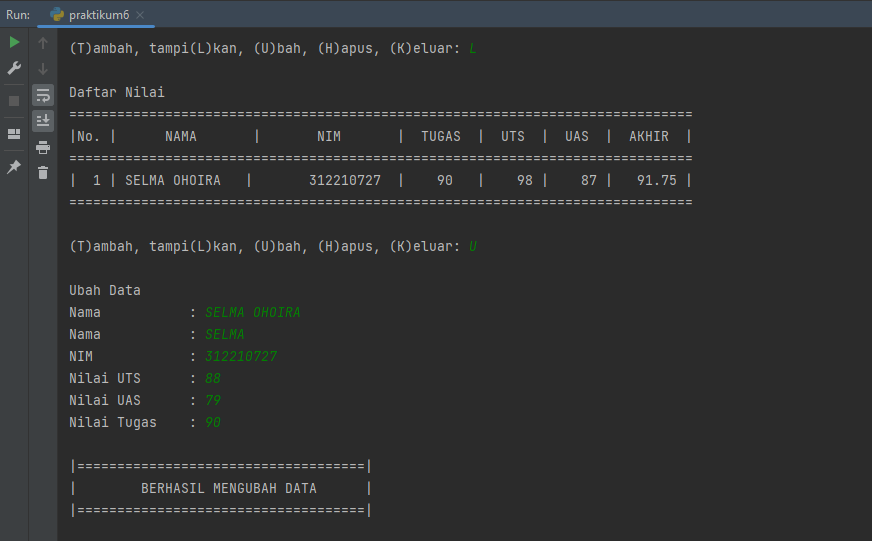 Run: praktikum6
(T)ambah, tampi(L)kan, (U)bah, (H)apus, (K)eluar: L
Daftar Nilai
==============================================================================
|No. |      NAMA       |       NIM       |  TUGAS  |  UTS  |  UAS  |  AKHIR  |
==============================================================================
|  1 | SELMA OHOIRA   |       312210727  |    90   |    98 |    87 |   91.75 |
==============================================================================
(T)ambah, tampi(L)kan, (U)bah, (H)apus, (K)eluar: U
Ubah Data
Nama           : SELMA OHOIRA
Nama           : SELMA
NIM            : 312210727
Nilai UTS      : 88
Nilai UAS      : 79
Nilai Tugas    : 90
|====================================|
|        BERHASIL MENGUBAH DATA      |
|====================================|